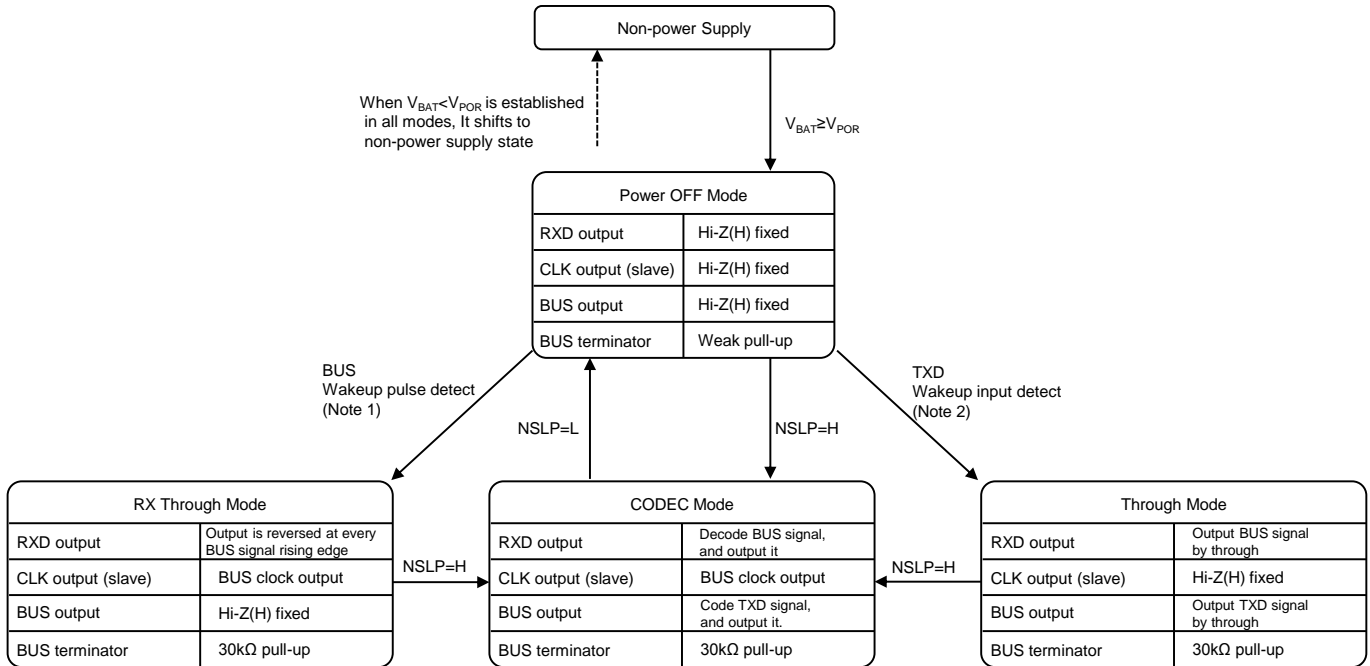 Non-power Supply
When VBAT<VPOR is established
in all modes, It shifts to
non-power supply state
VBAT≥VPOR
Power OFF Mode
RXD output Hi-Z(H) fixed
CLK output (slave) Hi-Z(H) fixed
BUS output Hi-Z(H) fixed
BUS terminator Weak pull-up
BUS
Wakeup pulse detect
(Note 1)
NSLP=L
NSLP=H
TXD
Wakeup input detect
(Note 2)
RX Through Mode
RXD output Output is reversed at every
BUS signal rising edge
CLK output (slave) BUS clock output
BUS output Hi-Z(H) fixed
BUS terminator 30kΩ pull-up
NSLP=H
CODEC Mode
RXD output Decode BUS signal,
and output it
CLK output (slave) BUS clock output
BUS output Code TXD signal,
and output it.
BUS terminator 30kΩ pull-up
NSLP=H
Through Mode
RXD output Output BUS signal
by through
CLK output (slave) Hi-Z(H) fixed
BUS output Output TXD signal
by through
BUS terminator 30kΩ pull-up